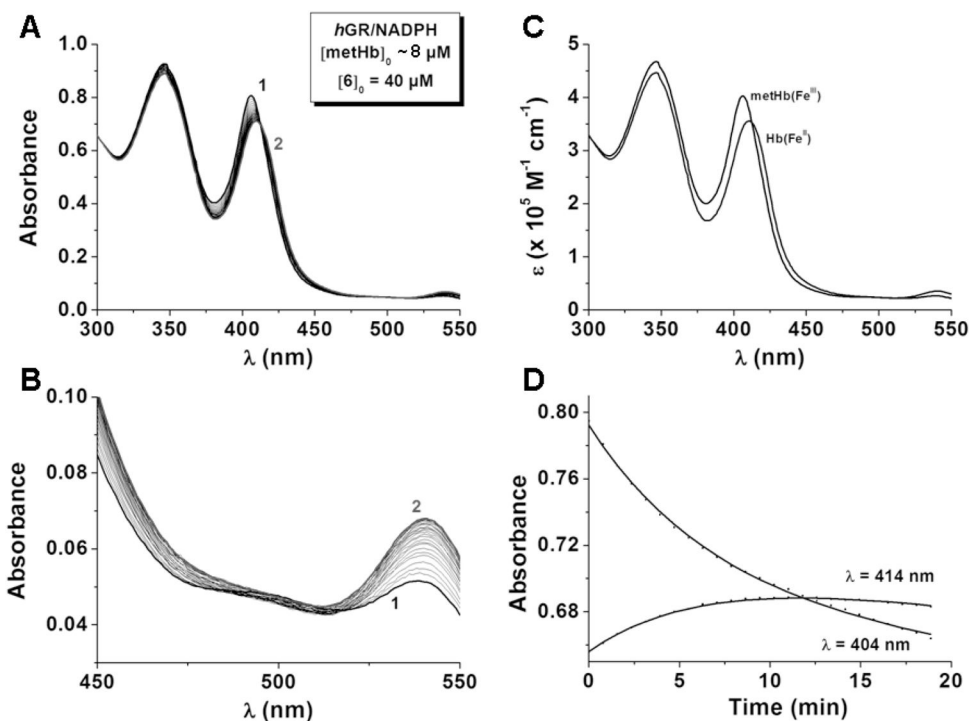 A
hGR/NADPH
[metHb]0 ~8 µM
[6]0 = 40 µM
1
2
Absorbance
1.0
0.8
0.6
0.4
0.2
0.0
300 350 400 450 500 550
λ (nm)
C
metHb(FeIII)
Hb(FeII)
ε (x 10^5 M^-1 cm^-1)
5
4
3
2
1
0
300 350 400 450 500 550
λ (nm)
B
2
1
Absorbance
0.10
0.08
0.06
0.04
450 500 550
λ (nm)
D
λ = 414 nm
λ = 404 nm
Absorbance
0.80
0.76
0.72
0.68
0 5 10 15 20
Time (min)